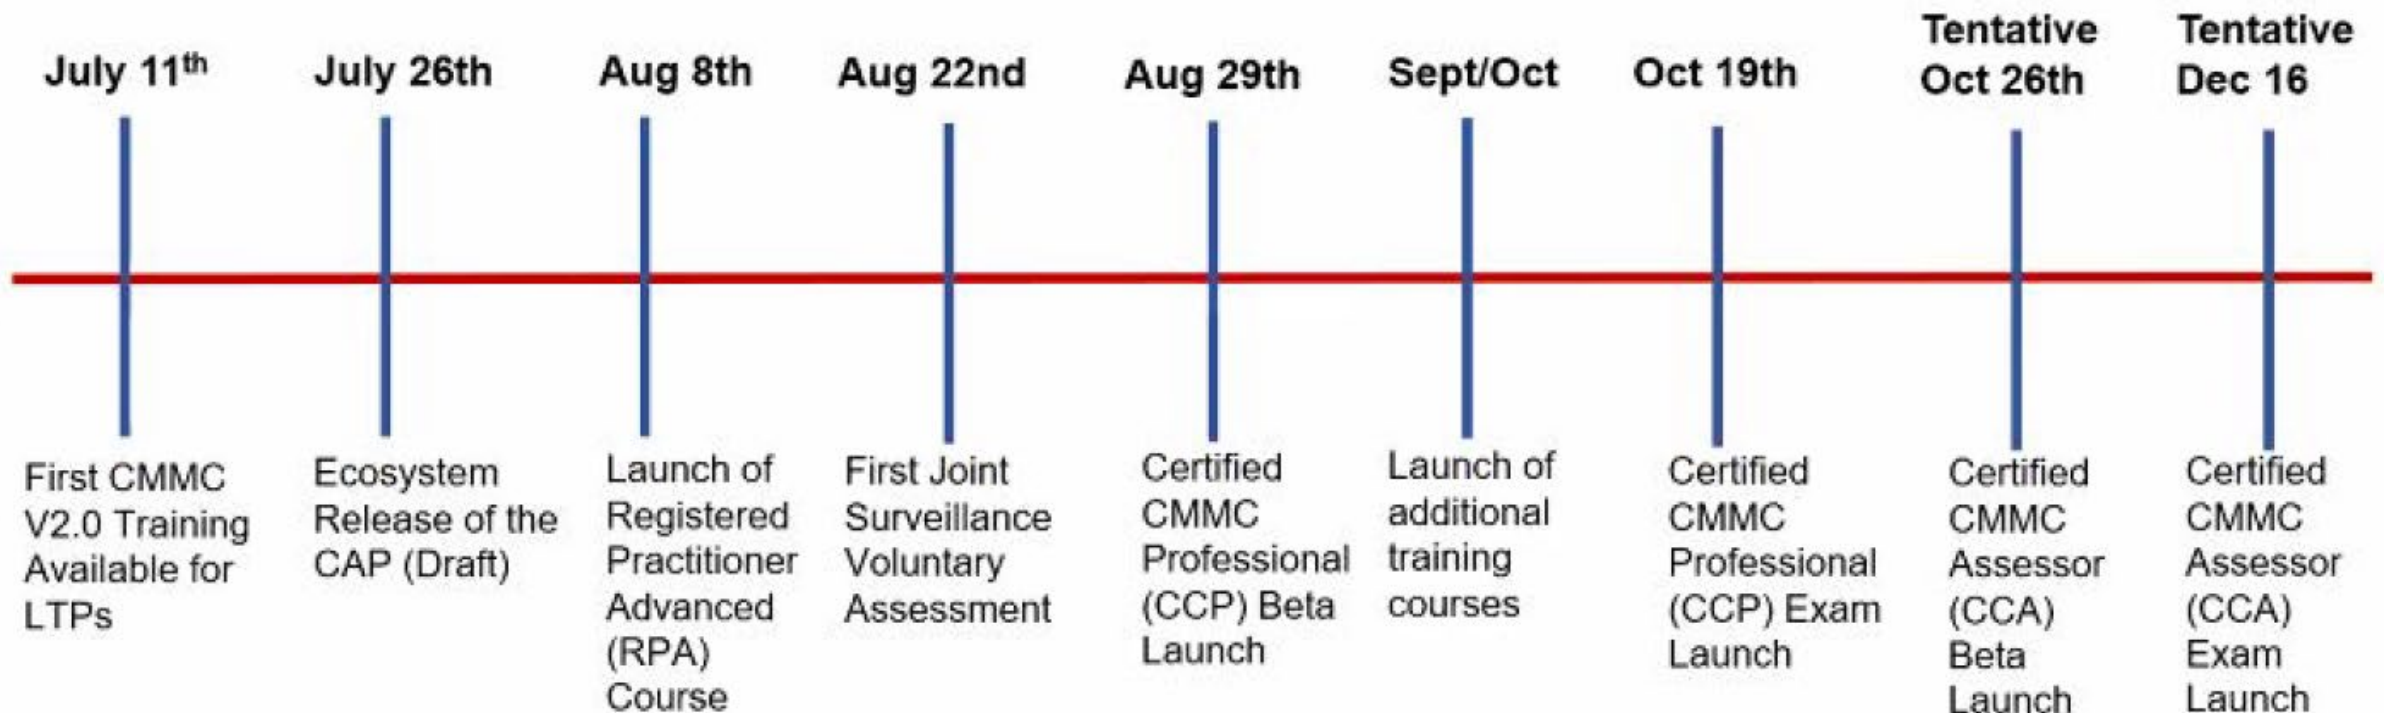 July 11th
First CMMC
V2.0 Training
Available for
LTPs
July 26th
Ecosystem
Release of the
CAP (Draft)
Aug 8th
Launch of
Registered
Practitioner
Advanced
(RPA)
Course
Aug 22nd
First Joint
Surveillance
Voluntary
Assessment
Aug 29th
Certified
CMMC
Professional
(CCP) Beta
Launch
Sept/Oct
Launch of
additional
training
courses
Oct 19th
Certified
CMMC
Professional
(CCP) Exam
Launch
Tentative
Oct 26th
Certified
CMMC
Assessor
(CCA)
Beta
Launch
Tentative
Dec 16
Certified
CMMC
Assessor
(CCA)
Exam
Launch